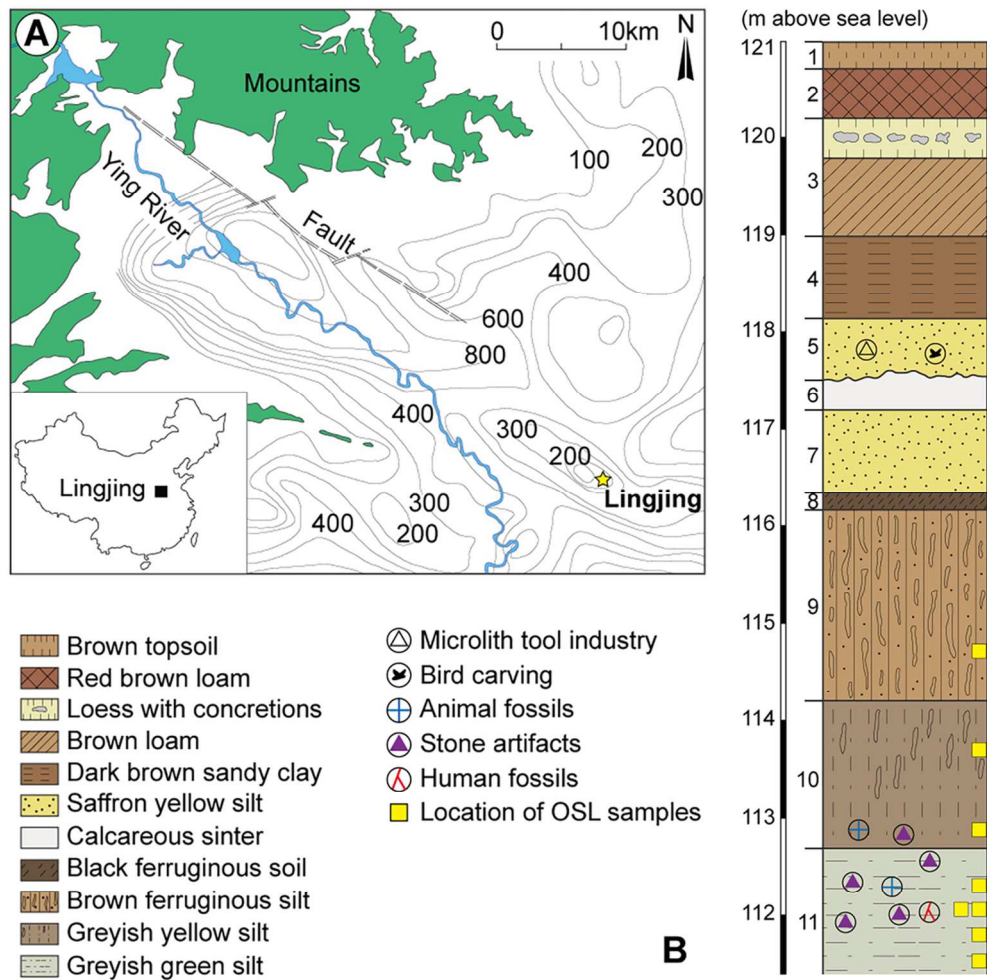 A
0
10km
N
Mountains
Ying River
Fault
100
200
300
400
600
800
400
300
200
Lingjing
300
200
400
Lingjing
Brown topsoil
Red brown loam
Loess with concretions
Brown loam
Dark brown sandy clay
Saffron yellow silt
Calcareous sinter
Black ferruginous soil
Brown ferruginous silt
Greyish yellow silt
Greyish green silt
Microlith tool industry
Bird carving
Animal fossils
Stone artifacts
Human fossils
Location of OSL samples
B
(m above sea level)
121
120
119
118
117
116
115
114
113
112
1
2
3
4
5
6
7
8
9
10
11